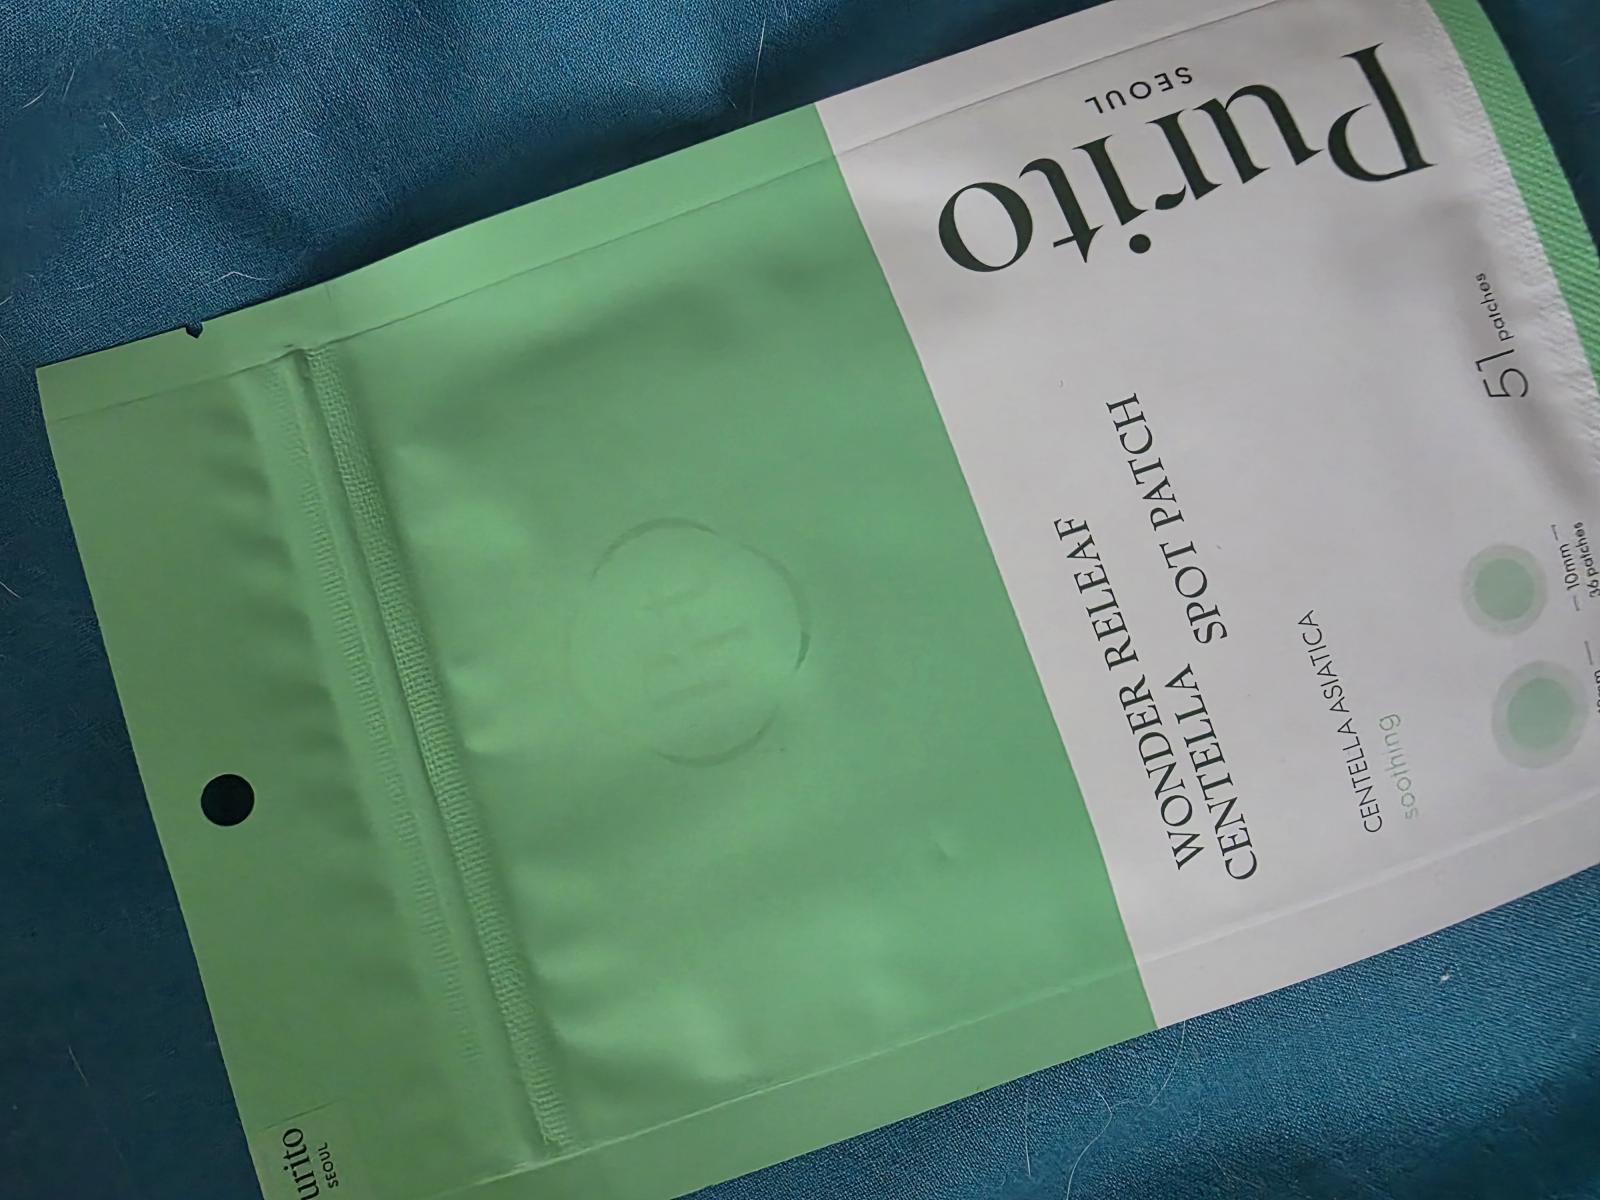 Purito
SEOUL
WONDER RELEAF
CENTELLA SPOT PATCH
CENTELLA ASIATICA
soothing
51 patches
10mm
36 patches
urito
SEOUL